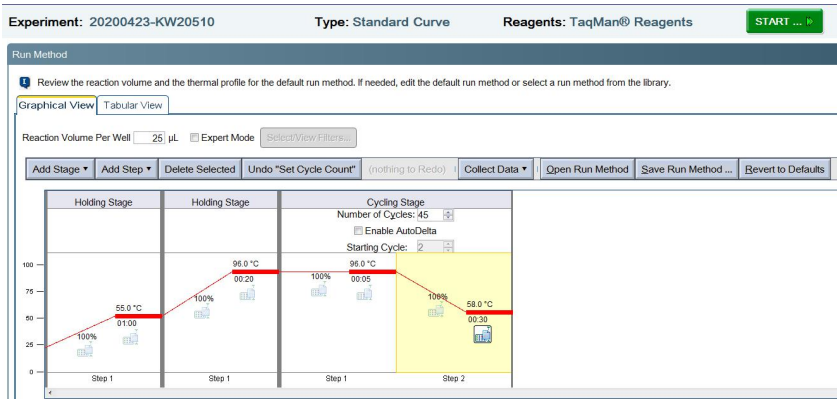 Experiment: 20200423-KW20510 Type: Standard Curve Reagents: TaqMan® Reagents START ...
Run Method
Review the reaction volume and the thermal profile for the default run method. If needed, edit the default run method or select a run method from the library.
Graphical View Tabular View
Reaction Volume Per Well 25 µL Expert Mode Select/View Filters...
Add Stage Add Step Delete Selected Undo "Set Cycle Count" (nothing to Redo) Collect Data Open Run Method Save Run Method ... Revert to Defaults
Holding Stage Holding Stage Cycling Stage
Number of Cycles: 45
Enable AutoDelta
Starting Cycle: 2
100 96.0 °C 96.0 °C
100% 00:20 100% 00:05
75 100% 58.0 °C
55.0 °C
50 01:00 00:30
100%
25
0
Step 1 Step 1 Step 1 Step 2